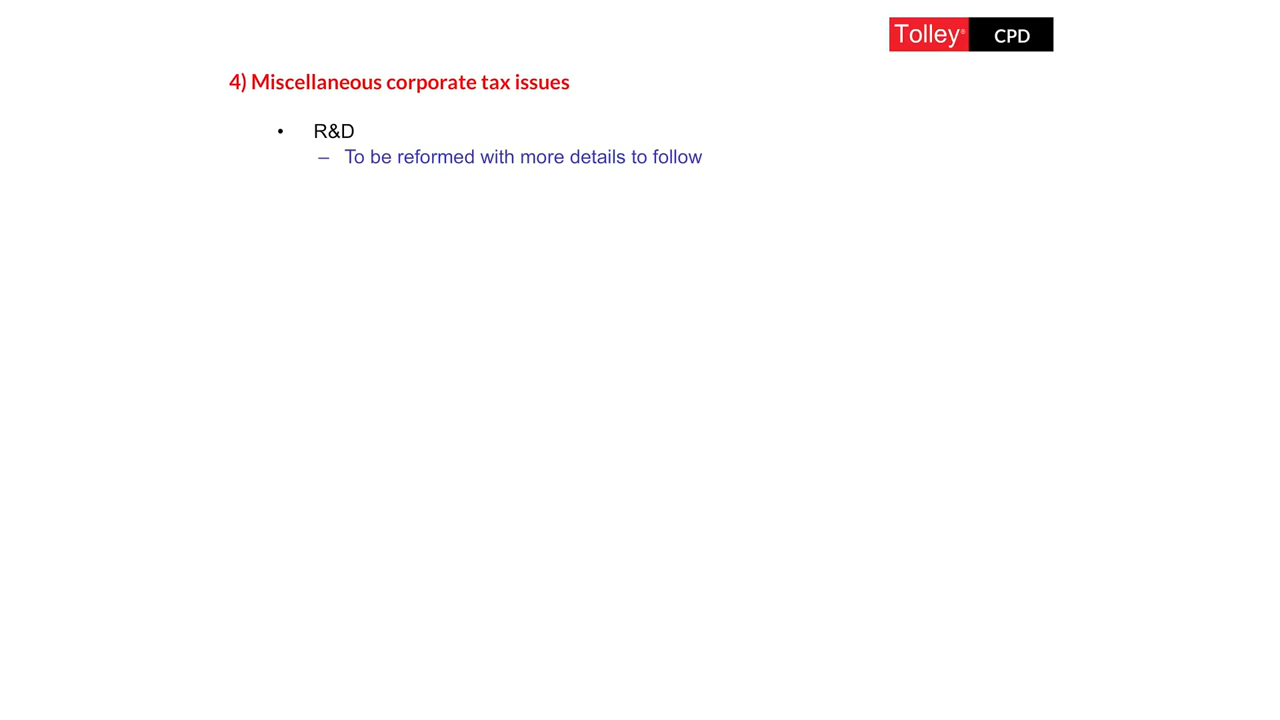 Tolley® CPD
4) Miscellaneous corporate tax issues
• R&D
– To be reformed with more details to follow